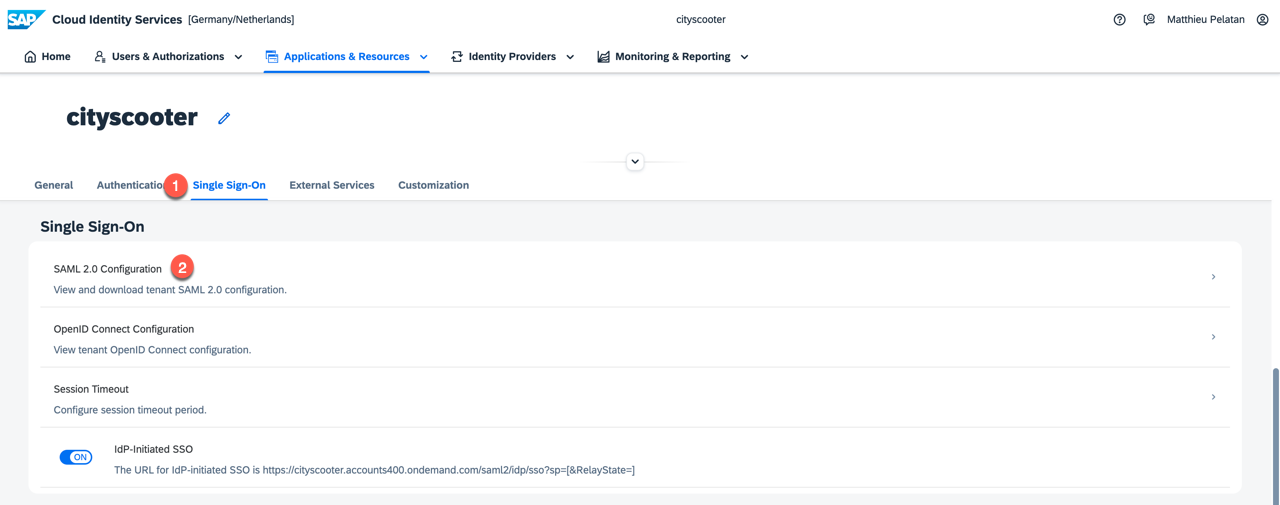 SAP Cloud Identity Services [Germany/Netherlands] cityscooter Matthieu Pelatan
Home Users & Authorizations Applications & Resources Identity Providers Monitoring & Reporting
cityscooter
General Authenticatio 1 Single Sign-On External Services Customization
Single Sign-On
SAML 2.0 Configuration 2
View and download tenant SAML 2.0 configuration.
OpenID Connect Configuration
View tenant OpenID Connect configuration.
Session Timeout
Configure session timeout period.
IdP-Initiated SSO
ON
The URL for IdP-initiated SSO is https://cityscooter.accounts400.ondemand.com/saml2/idp/sso?sp=[&RelayState=]